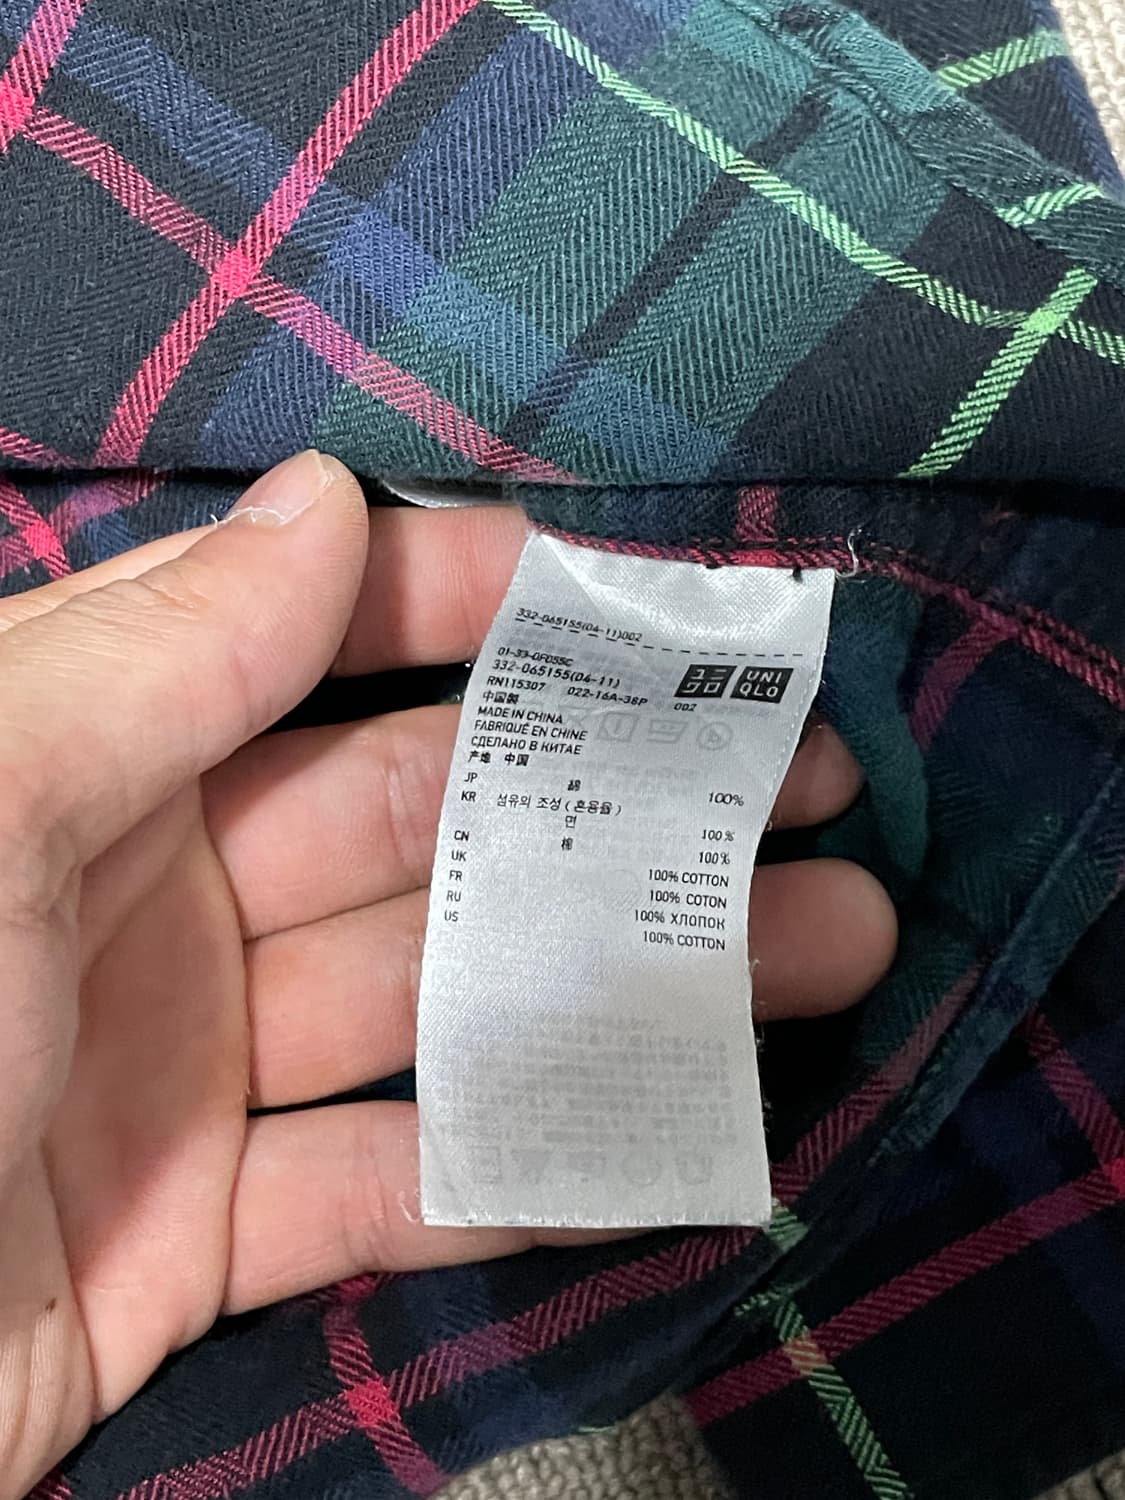 332-065155(04-11)002
01-33-0F055C
332-065155(04-11)
RN115307 022-16A-38P 002
ユニクロ UNIQLO
中国製
MADE IN CHINA
FABRIQUÉ EN CHINE
СДЕЛАНО В КИТАЕ
产地 中国
JP 綿 100%
KR 섬유의 조성 ( 혼용율 )
면 100%
CN 棉 100%
UK 100% COTTON
FR 100% COTON
RU 100% ХЛОПОК
US 100% COTTON